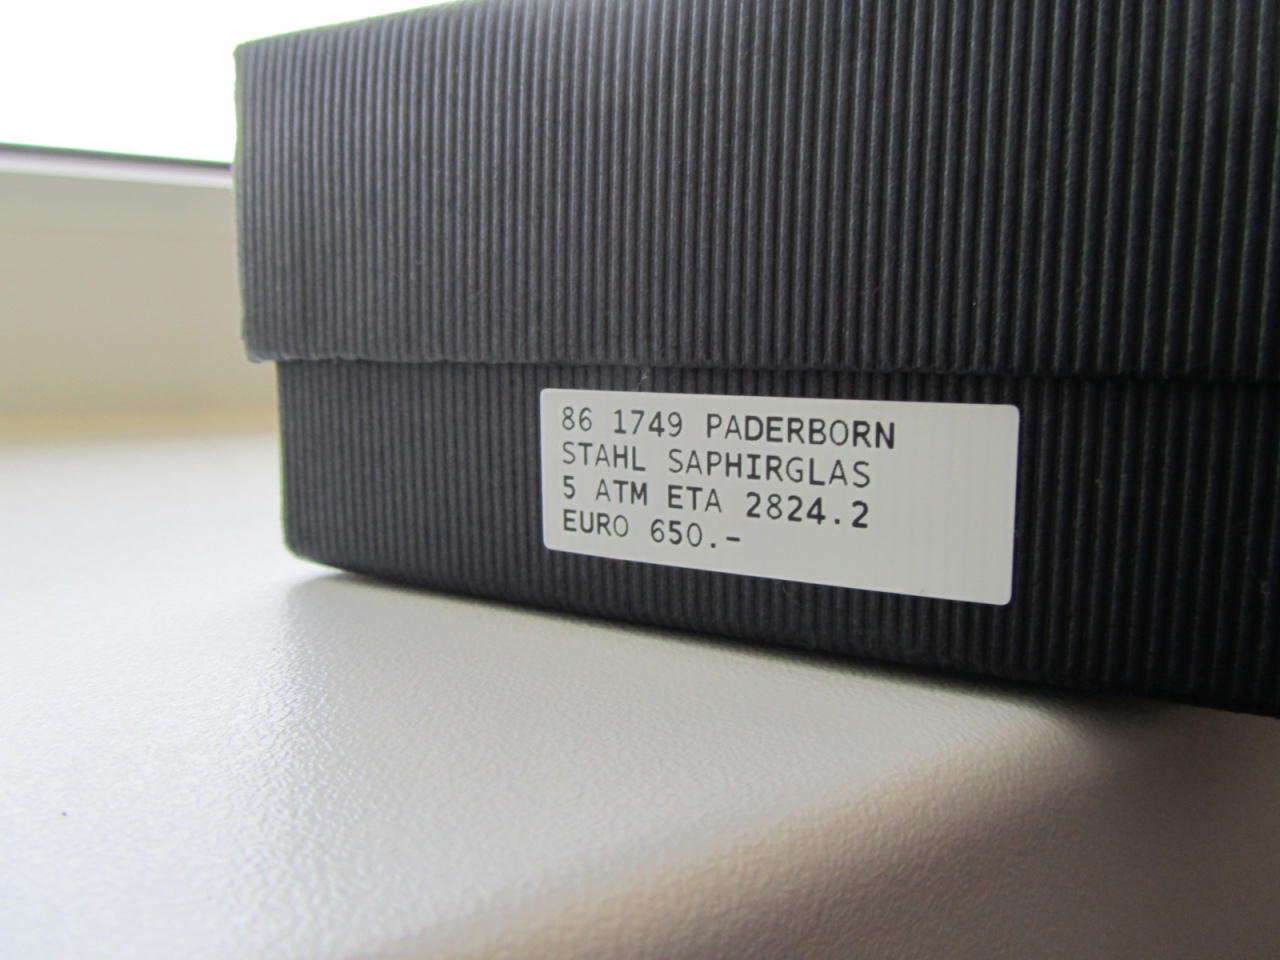 86 1749 PADERBORN
STAHL SAPHIRGLAS
5 ATM ETA 2824.2
EURO 650.-